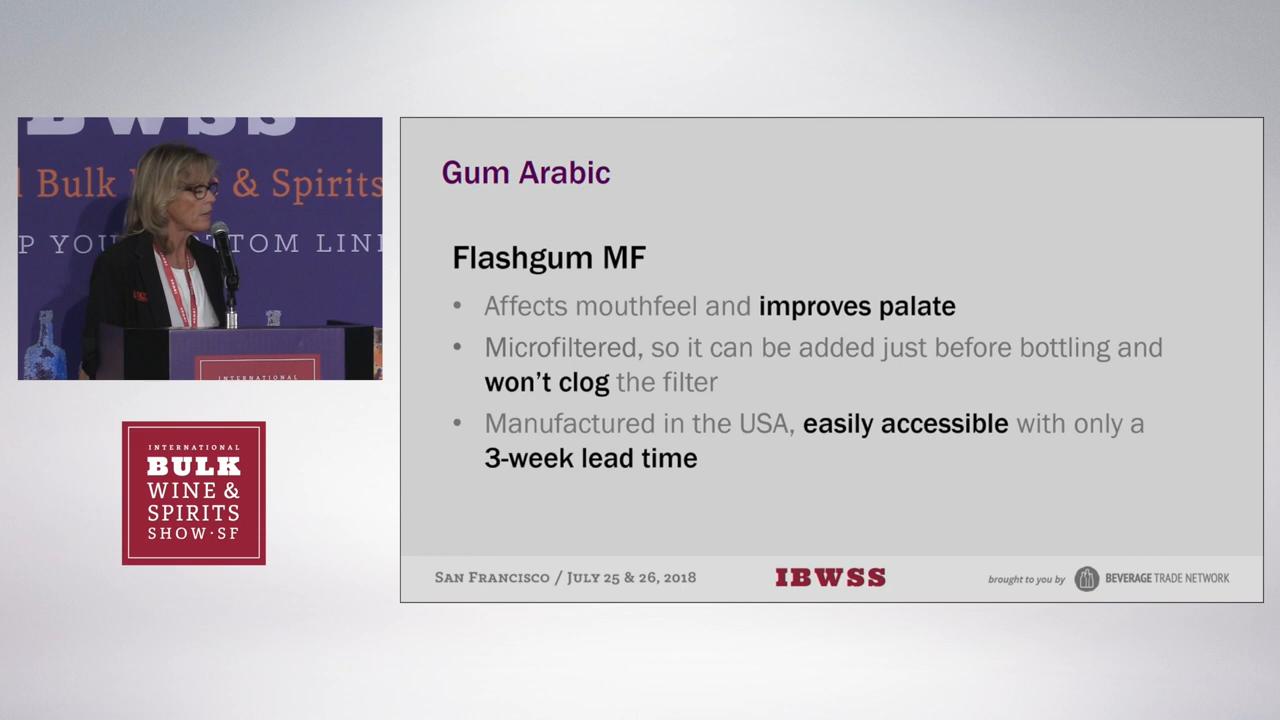 BWSS
l Bulk & Spirits
P YOU TTOM LIN
INTERNATIONAL
INTERNATIONAL
BULK
WINE &
SPIRITS
SHOW·SF
Gum Arabic
Flashgum MF
• Affects mouthfeel and improves palate
• Microfiltered, so it can be added just before bottling and
won’t clog the filter
• Manufactured in the USA, easily accessible with only a
3-week lead time
SAN FRANCISCO / JULY 25 & 26, 2018
IBWSS
brought to you by
BEVERAGE TRADE NETWORK